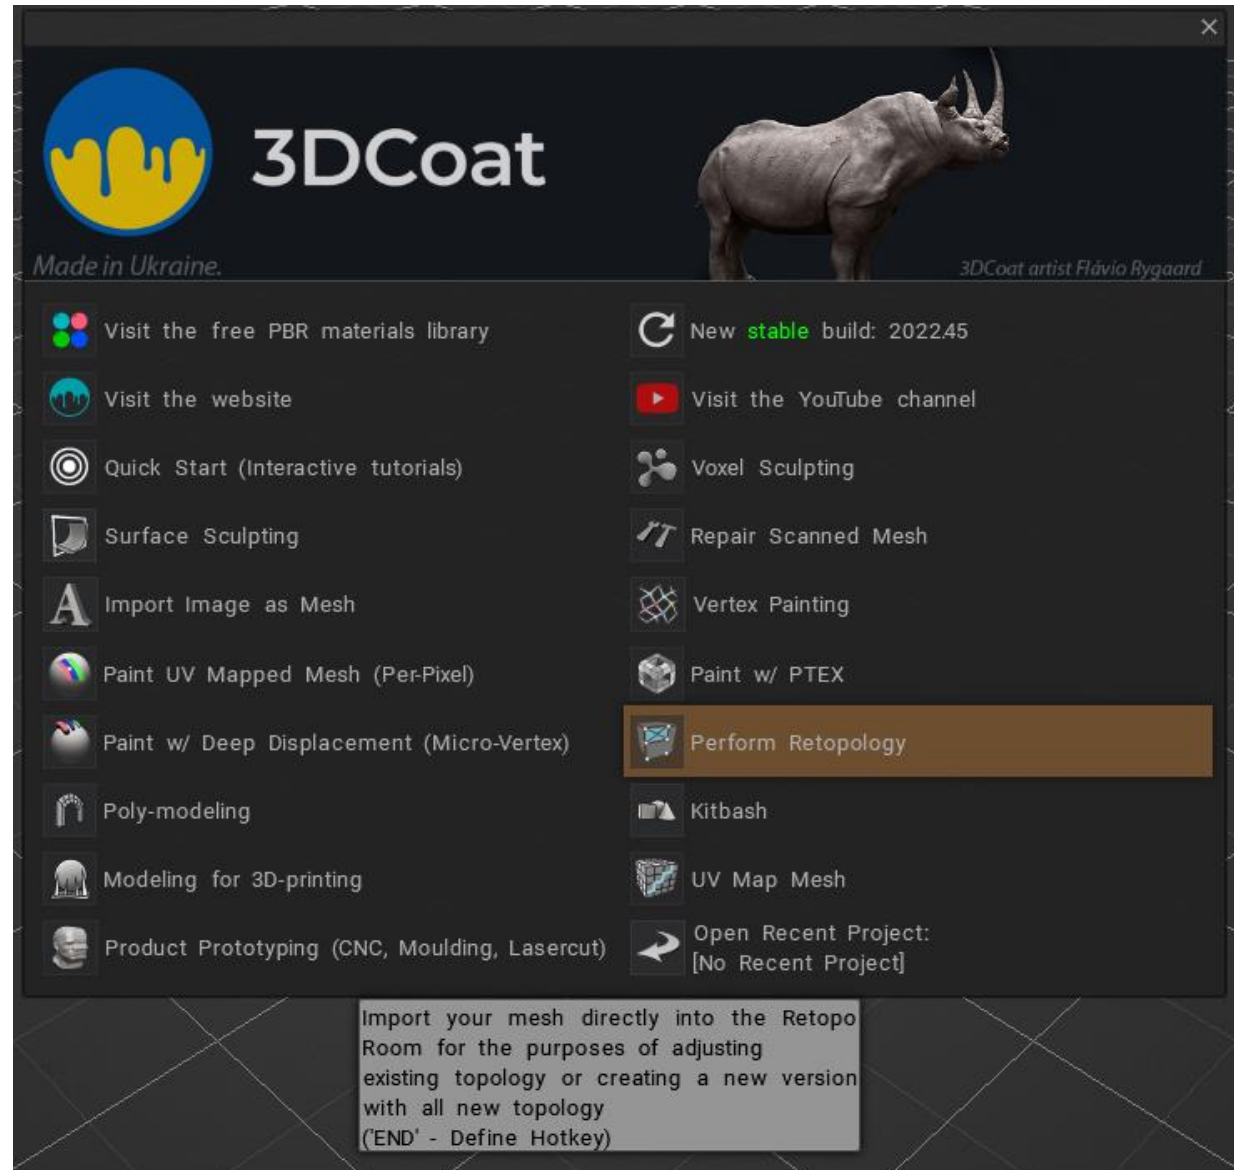 3DCoat
Made in Ukraine.
3DCoat artist Flávio Rygaard
Visit the free PBR materials library
New stable build: 2022.45
Visit the website
Visit the YouTube channel
Quick Start (Interactive tutorials)
Voxel Sculpting
Surface Sculpting
Repair Scanned Mesh
Import Image as Mesh
Vertex Painting
Paint UV Mapped Mesh (Per-Pixel)
Paint w/ PTEX
Paint w/ Deep Displacement (Micro-Vertex)
Perform Retopology
Poly-modeling
Kitbash
Modeling for 3D-printing
UV Map Mesh
Product Prototyping (CNC, Moulding, Lasercut)
Open Recent Project:
[No Recent Project]
Import your mesh directly into the Retopo
Room for the purposes of adjusting
existing topology or creating a new version
with all new topology
('END' - Define Hotkey)